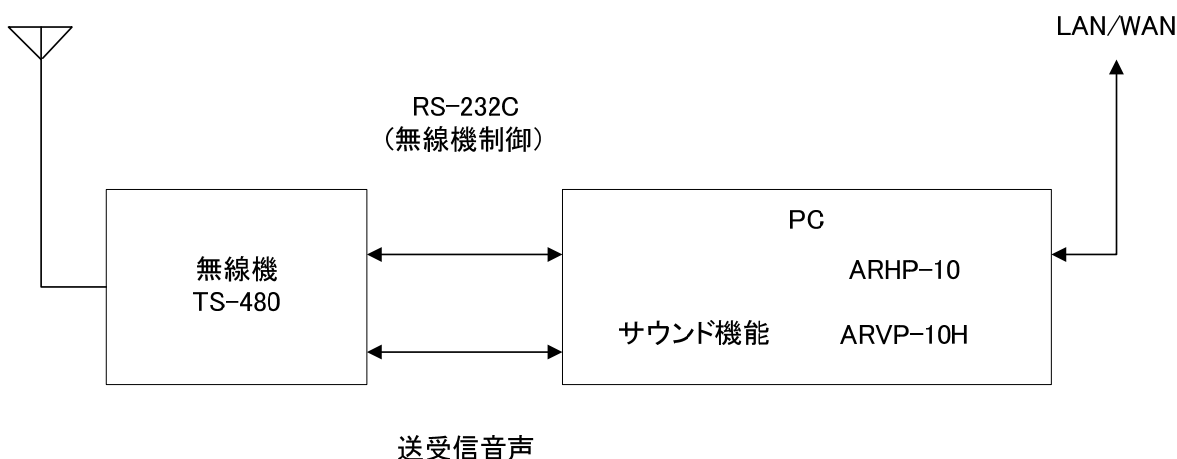 LAN/WAN
RS-232C
（無線機制御）
PC
無線機
TS-480
ARHP-10
サウンド機能 ARVP-10H
送受信音声